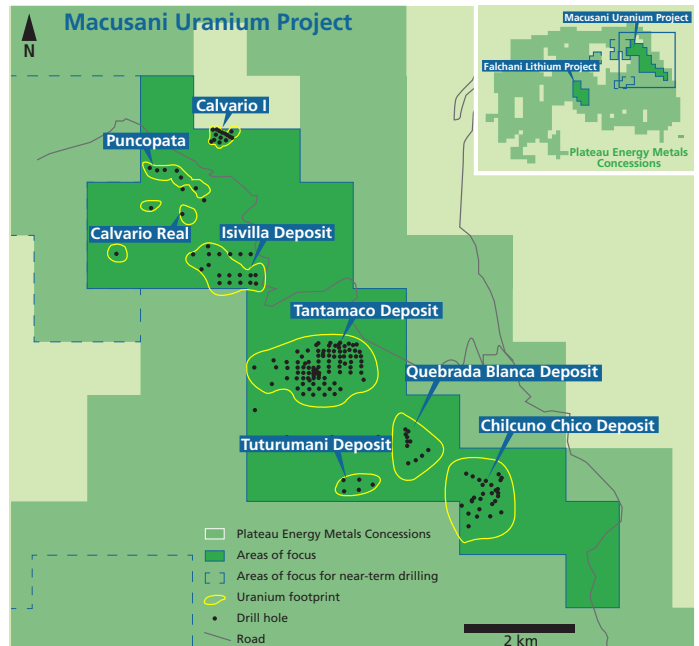 Macusani Uranium Project
N
Macusani Uranium Project
Falchani Lithium Project
Plateau Energy Metals
Concessions
Calvario I
Puncopata
Calvario Real
Isivilla Deposit
Tantamaco Deposit
Quebrada Blanca Deposit
Tuturumani Deposit
Chilcuno Chico Deposit
Plateau Energy Metals Concessions
Areas of focus
Areas of focus for near-term drilling
Uranium footprint
Drill hole
Road
2 km